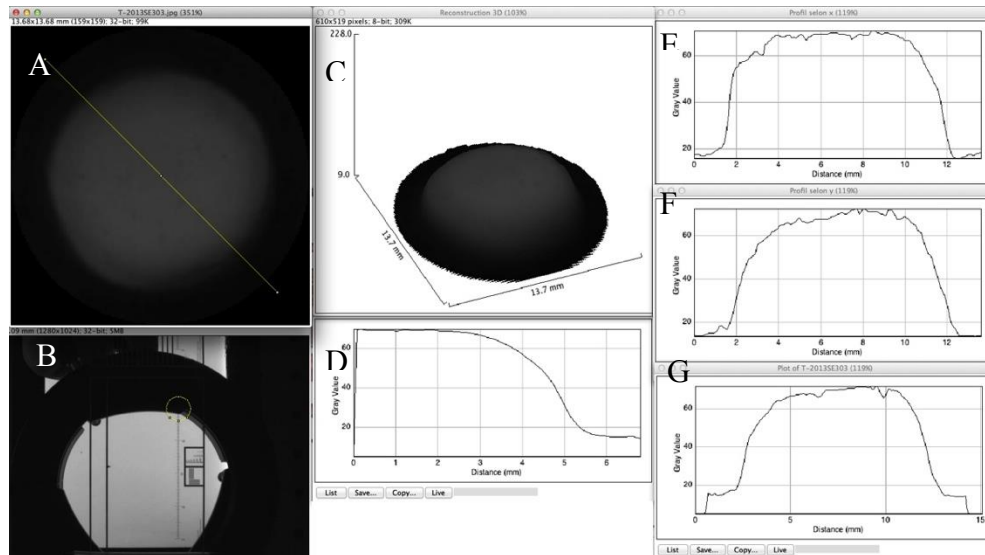 T-2013SE303.jpg (351%)
13.68x13.68 mm (159x159); 32-bit; 99K
A
.09 mm (1280x1024); 32-bit; 5MB
B
Reconstruction 3D (103%)
610x519 pixels; 8-bit; 309K
C
228.0
9.0
13.7 mm
13.7 mm
D
Gray Value
60
40
20
0
1
2
3
4
5
6
Distance (mm)
List Save... Copy... Live
Profil selon x (119%)
E
Gray Value
60
40
20
0 2 4 6 8 10 12
Distance (mm)
Profil selon y (119%)
F
Gray Value
60
40
20
0 2 4 6 8 10 12
Distance (mm)
Plot of T-2013SE303 (119%)
G
Gray Value
60
40
20
0 5 10 15
Distance (mm)
List Save... Copy... Live